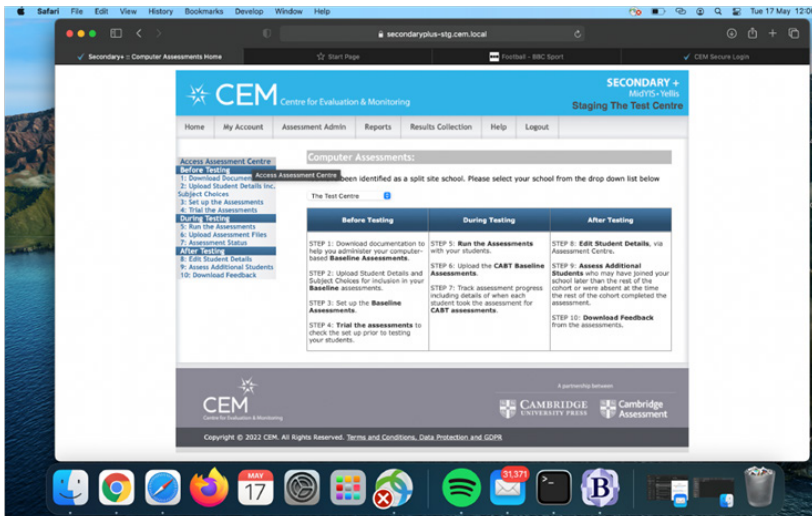 Safari File Edit View History Bookmarks Develop Window Help
Tue 17 May 12:0
secondaryplus-stg.cem.local
Secondary+ :: Computer Assessments Home
Start Page
Football - BBC Sport
CEM Secure Login
CEM Centre for Evaluation & Monitoring
SECONDARY +
MidYIS • Yellis
Staging The Test Centre
Home My Account Assessment Admin Reports Results Collection Help Logout
Access Assessment Centre
Before Testing
1: Download Documen
2: Upload Student Details inc.
Subject Choices
3: Set up the Assessments
4: Trial the Assessments
During Testing
5: Run the Assessments
6: Upload Assessment Files
7: Assessment Status
After Testing
8: Edit Student Details
9: Assess Additional Students
10: Download Feedback
Access Assessment Centre
Computer Assessments:
been identified as a split site school. Please select your school from the drop down list below
The Test Centre
Before Testing
STEP 1: Download documentation to
help you administer your computer-
based Baseline Assessments.
STEP 2: Upload Student Details and
Subject Choices for inclusion in your
Baseline assessments.
STEP 3: Set up the Baseline
Assessments.
STEP 4: Trial the assessments to
check the set up prior to testing
your students.
During Testing
STEP 5: Run the Assessments
with your students.
STEP 6: Upload the CABT Baseline
Assessments.
STEP 7: Track assessment progress
including details of when each
student took the assessment for
CABT assessments.
After Testing
STEP 8: Edit Student Details, via
Assessment Centre.
STEP 9: Assess Additional
Students who may have joined your
school later than the rest of the
cohort or were absent at the time
the rest of the cohort completed the
assessment.
STEP 10: Download Feedback
from the assessments.
CEM
Centre for Evaluation & Monitoring
A partnership between
CAMBRIDGE
UNIVERSITY PRESS
Cambridge
Assessment
Copyright © 2022 CEM. All Rights Reserved. Terms and Conditions, Data Protection and GDPR
MAY
17
31,371
B